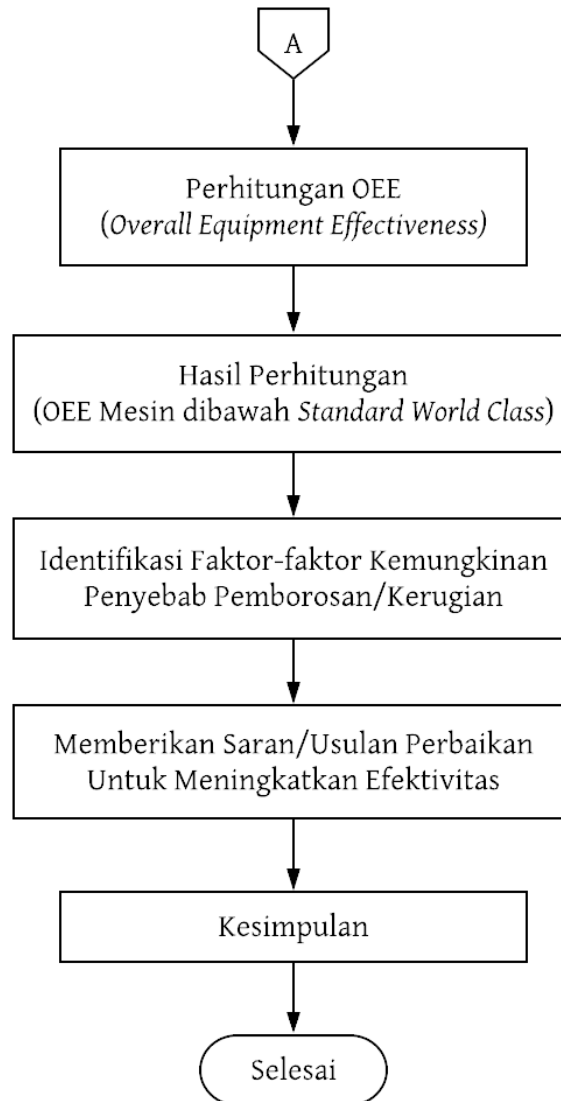 A
Perhitungan OEE
(Overall Equipment Effectiveness)
Hasil Perhitungan
(OEE Mesin dibawah Standard World Class)
Identifikasi Faktor-faktor Kemungkinan
Penyebab Pemborosan/Kerugian
Memberikan Saran/Usulan Perbaikan
Untuk Meningkatkan Efektivitas
Kesimpulan
Selesai